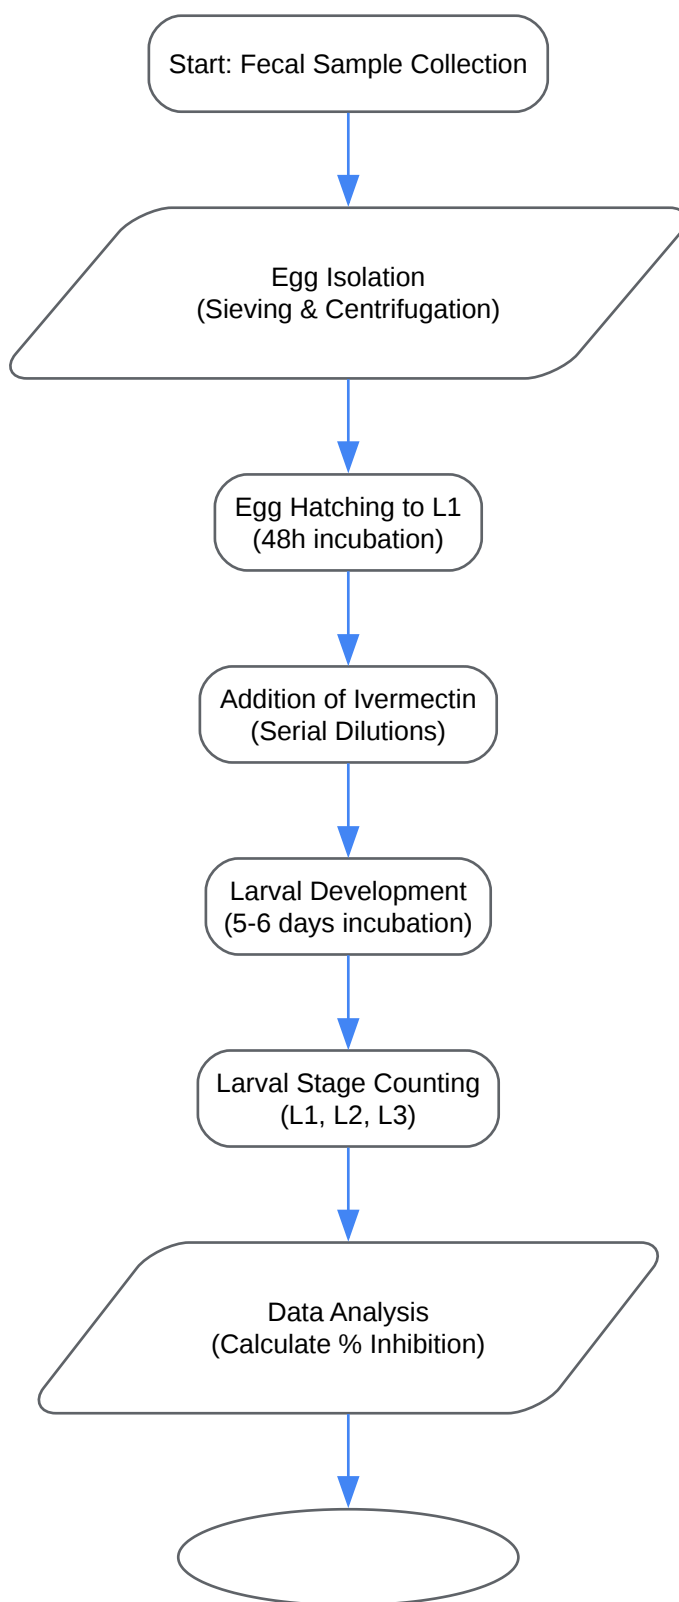 Start: Fecal Sample Collection
Egg Isolation
(Sieving & Centrifugation)
Egg Hatching to L1
(48h incubation)
Addition of Ivermectin
(Serial Dilutions)
Larval Development
(5-6 days incubation)
Larval Stage Counting
(L1, L2, L3)
Data Analysis
(Calculate % Inhibition)